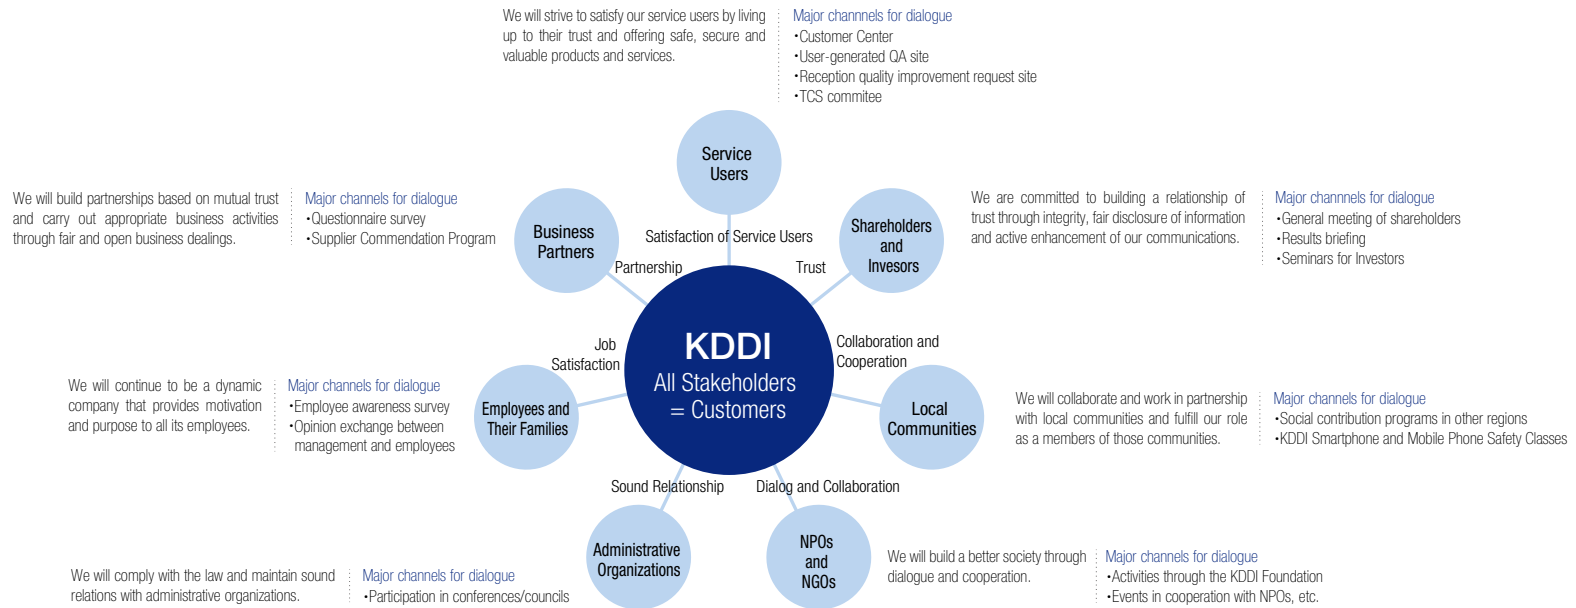 We will strive to satisfy our service users by living
up to their trust and offering safe, secure and
valuable products and services.
Major channnels for dialogue
•Customer Center
•User-generated QA site
•Reception quality improvement request site
•TCS commitee
Service
Users
Satisfaction of Service Users
We will build partnerships based on mutual trust
and carry out appropriate business activities
through fair and open business dealings.
Major channels for dialogue
•Questionnaire survey
•Supplier Commendation Program
Business
Partners
Partnership
Shareholders
and
Invesors
Trust
We are committed to building a relationship of
trust through integrity, fair disclosure of information
and active enhancement of our communications.
Major channnels for dialogue
•General meeting of shareholders
•Results briefing
•Seminars for Investors
KDDI
All Stakeholders
= Customers
Job
Satisfaction
We will continue to be a dynamic
company that provides motivation
and purpose to all its employees.
Major channels for dialogue
•Employee awareness survey
•Opinion exchange between
management and employees
Employees and
Their Families
Collaboration and
Cooperation
Local
Communities
We will collaborate and work in partnership
with local communities and fulfill our role
as a members of those communities.
Major channels for dialogue
•Social contribution programs in other regions
•KDDI Smartphone and Mobile Phone Safety Classes
Sound Relationship
Administrative
Organizations
We will comply with the law and maintain sound
relations with administrative organizations.
Major channels for dialogue
•Participation in conferences/councils
Dialog and Collaboration
NPOs
and
NGOs
We will build a better society through
dialogue and cooperation.
Major channels for dialogue
•Activities through the KDDI Foundation
•Events in cooperation with NPOs, etc.